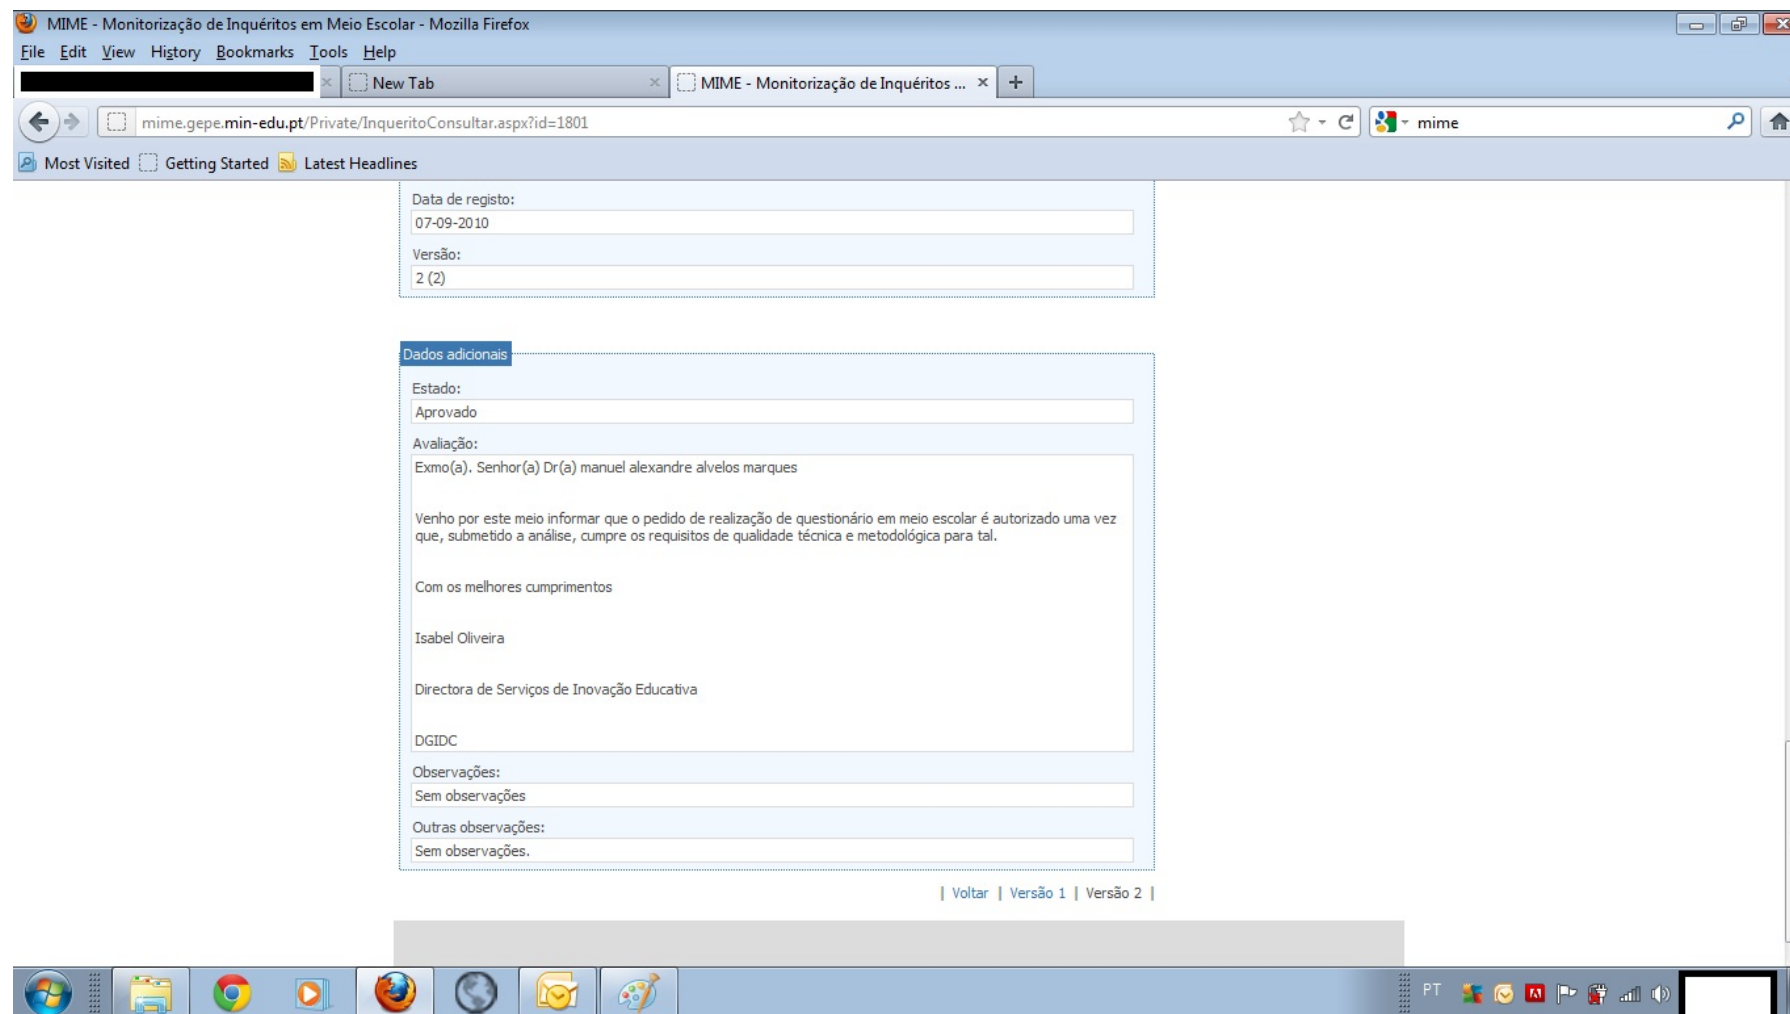 MIME - Monitorização de Inquéritos em Meio Escolar - Mozilla Firefox
File Edit View History Bookmarks Tools Help
New Tab
MIME - Monitorização de Inquéritos ...
mime.gepe.min-edu.pt/Private/InqueritoConsultar.aspx?id=1801
mime
Most Visited Getting Started Latest Headlines
Data de registo:
07-09-2010
Versão:
2 (2)
Dados adicionais
Estado:
Aprovado
Avaliação:
Exmo(a). Senhor(a) Dr(a) manuel alexandre alvelos marques
Venho por este meio informar que o pedido de realização de questionário em meio escolar é autorizado uma vez
que, submetido a análise, cumpre os requisitos de qualidade técnica e metodológica para tal.
Com os melhores cumprimentos
Isabel Oliveira
Directora de Serviços de Inovação Educativa
DGIDC
Observações:
Sem observações
Outras observações:
Sem observações.
| Voltar | Versão 1 | Versão 2 |
PT